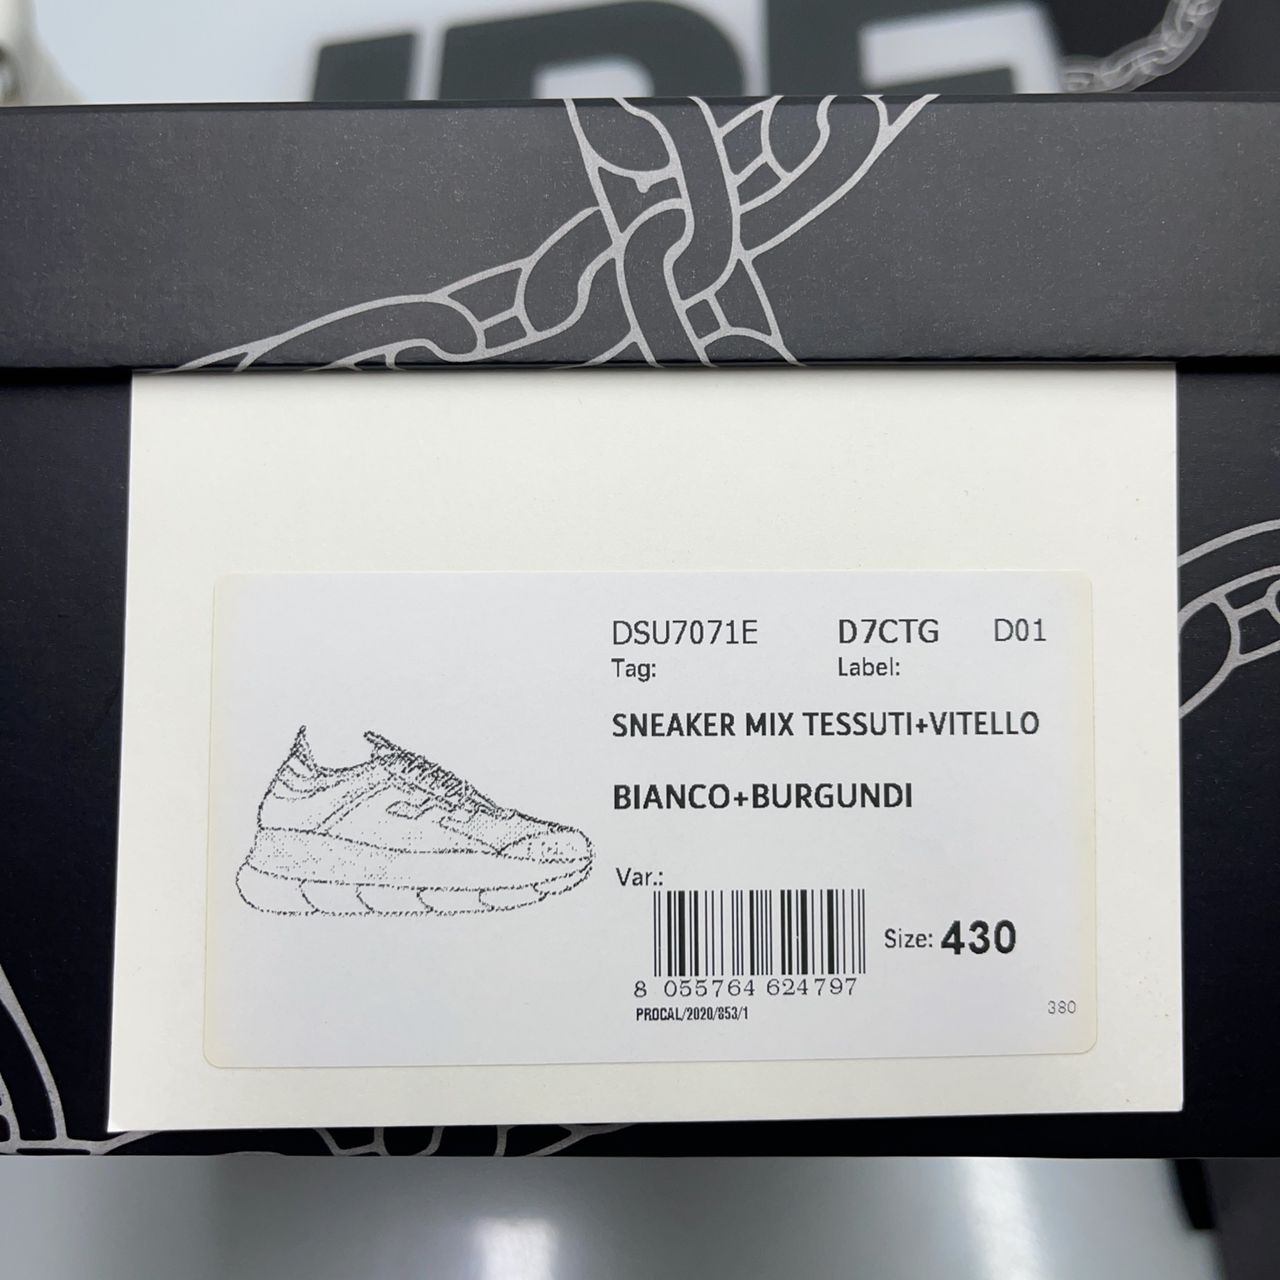 DSU7071E D7CTG D01
Tag: Label:
SNEAKER MIX TESSUTI+VITELLO
BIANCO+BURGUNDI
Var.:
Size: 430
8 055764 624797
PROCAL/2020/853/1
380